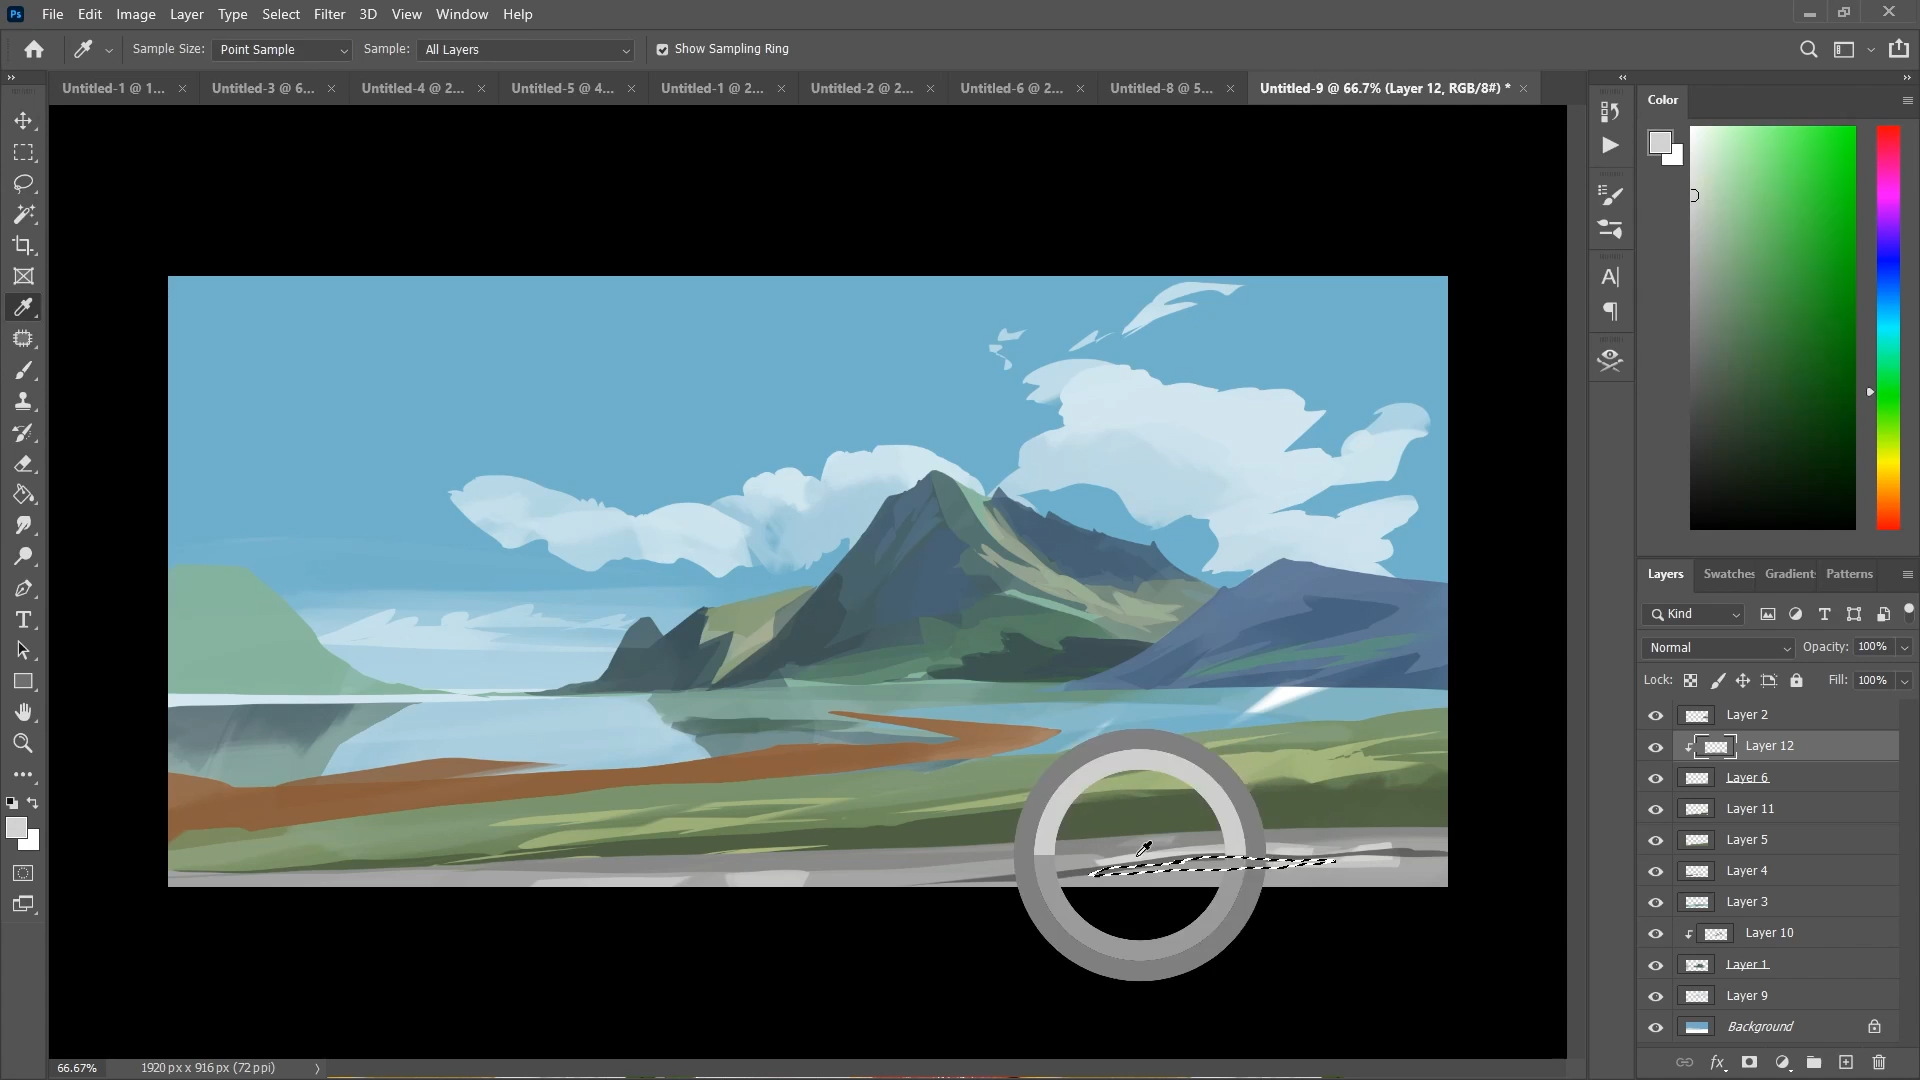 Ps File Edit Image Layer Type Select Filter 3D View Window Help
Sample Size: Point Sample Sample: All Layers Show Sampling Ring
Untitled-1 @ 1... Untitled-3 @ 6... Untitled-4 @ 2... Untitled-5 @ 4... Untitled-1 @ 2... Untitled-2 @ 2... Untitled-6 @ 2... Untitled-8 @ 5... Untitled-9 @ 66.7% (Layer 12, RGB/8#) *
Color
Layers Swatches Gradient Patterns
Kind
Normal Opacity: 100%
Lock: Fill: 100%
Layer 2
Layer 12
Layer 6
Layer 11
Layer 5
Layer 4
Layer 3
Layer 10
Layer 1
Layer 9
Background
fx
66.67% 1920 px x 916 px (72 ppi)